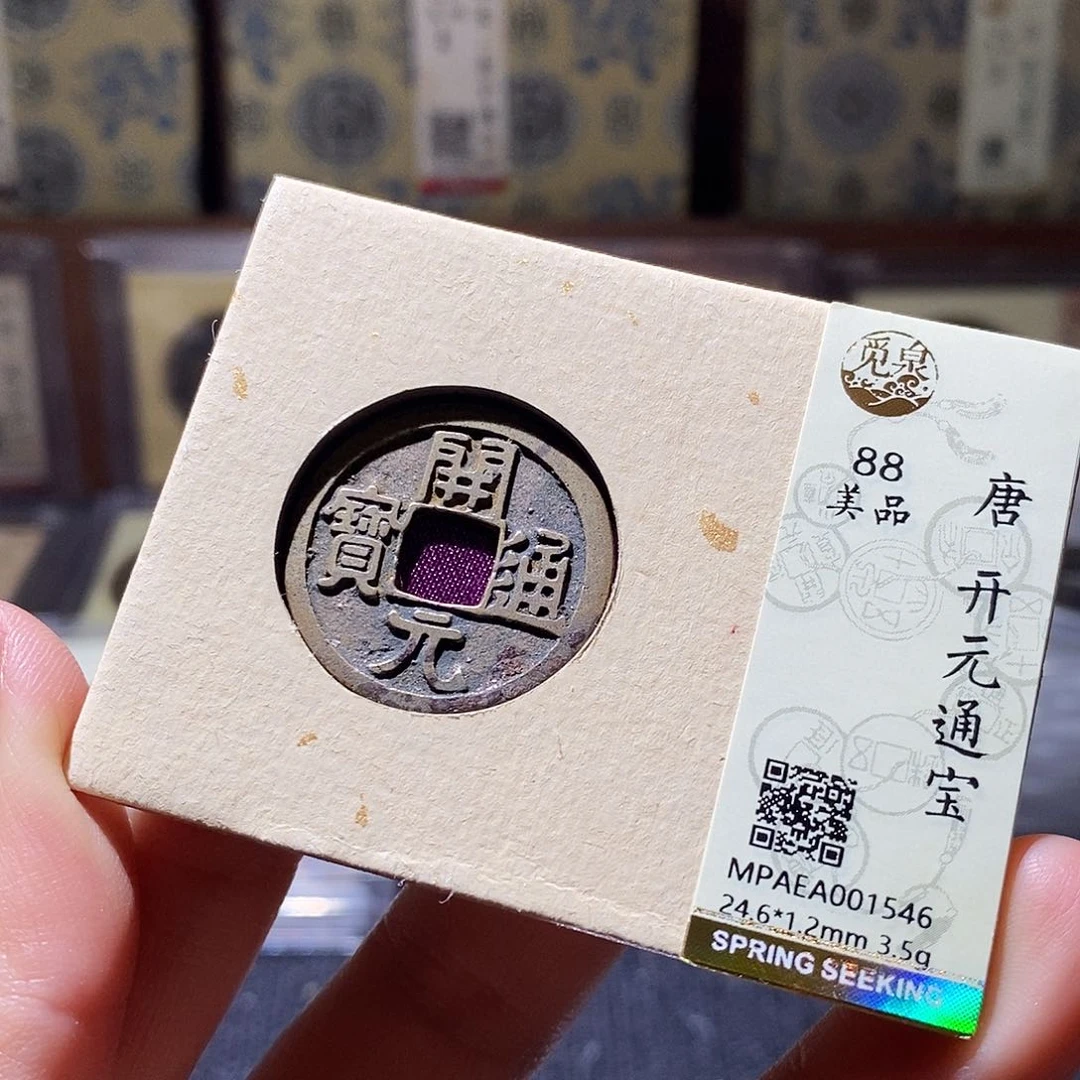 開
通
元
寶
觅泉
88
美品
唐 开元通宝
MPAEA001546
24.6*1.2mm 3.5g
SPRING SEEKING